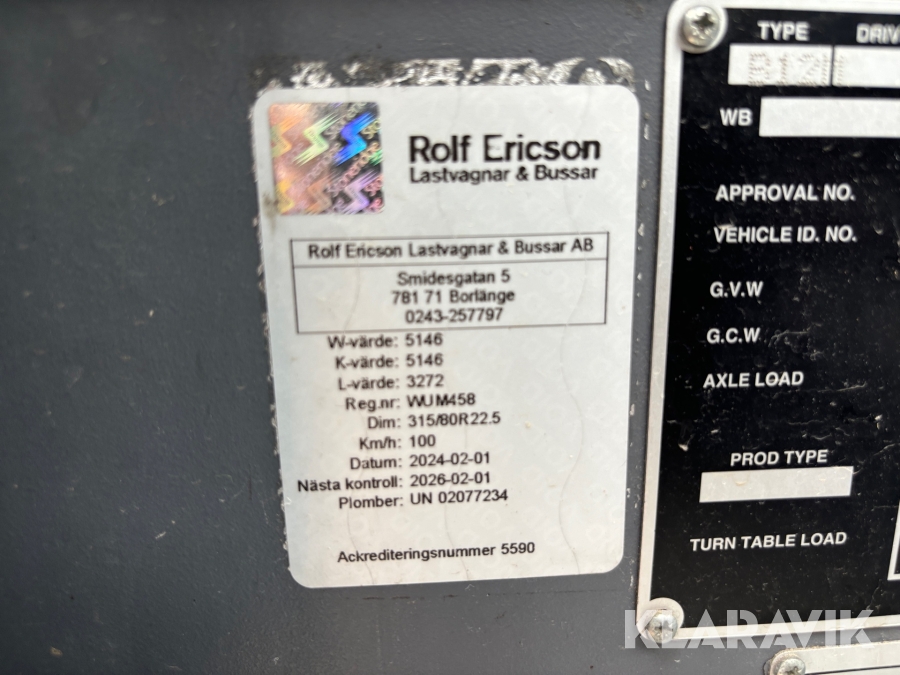 Rolf Ericson
Lastvagnar & Bussar
Rolf Ericson Lastvagnar & Bussar AB
Smidesgatan 5
781 71 Borlänge
0243-257797
W-värde: 5146
K-värde: 5146
L-värde: 3272
Reg.nr: WUM458
Dim: 315/80R22.5
Km/h: 100
Datum: 2024-02-01
Nästa kontroll: 2026-02-01
Plomber: UN 02077234
Ackrediteringsnummer 5590
TYPE
WB
APPROVAL NO.
VEHICLE ID. NO.
G.V.W
G.C.W
AXLE LOAD
PROD TYPE
TURN TABLE LOAD
KLARAVIK